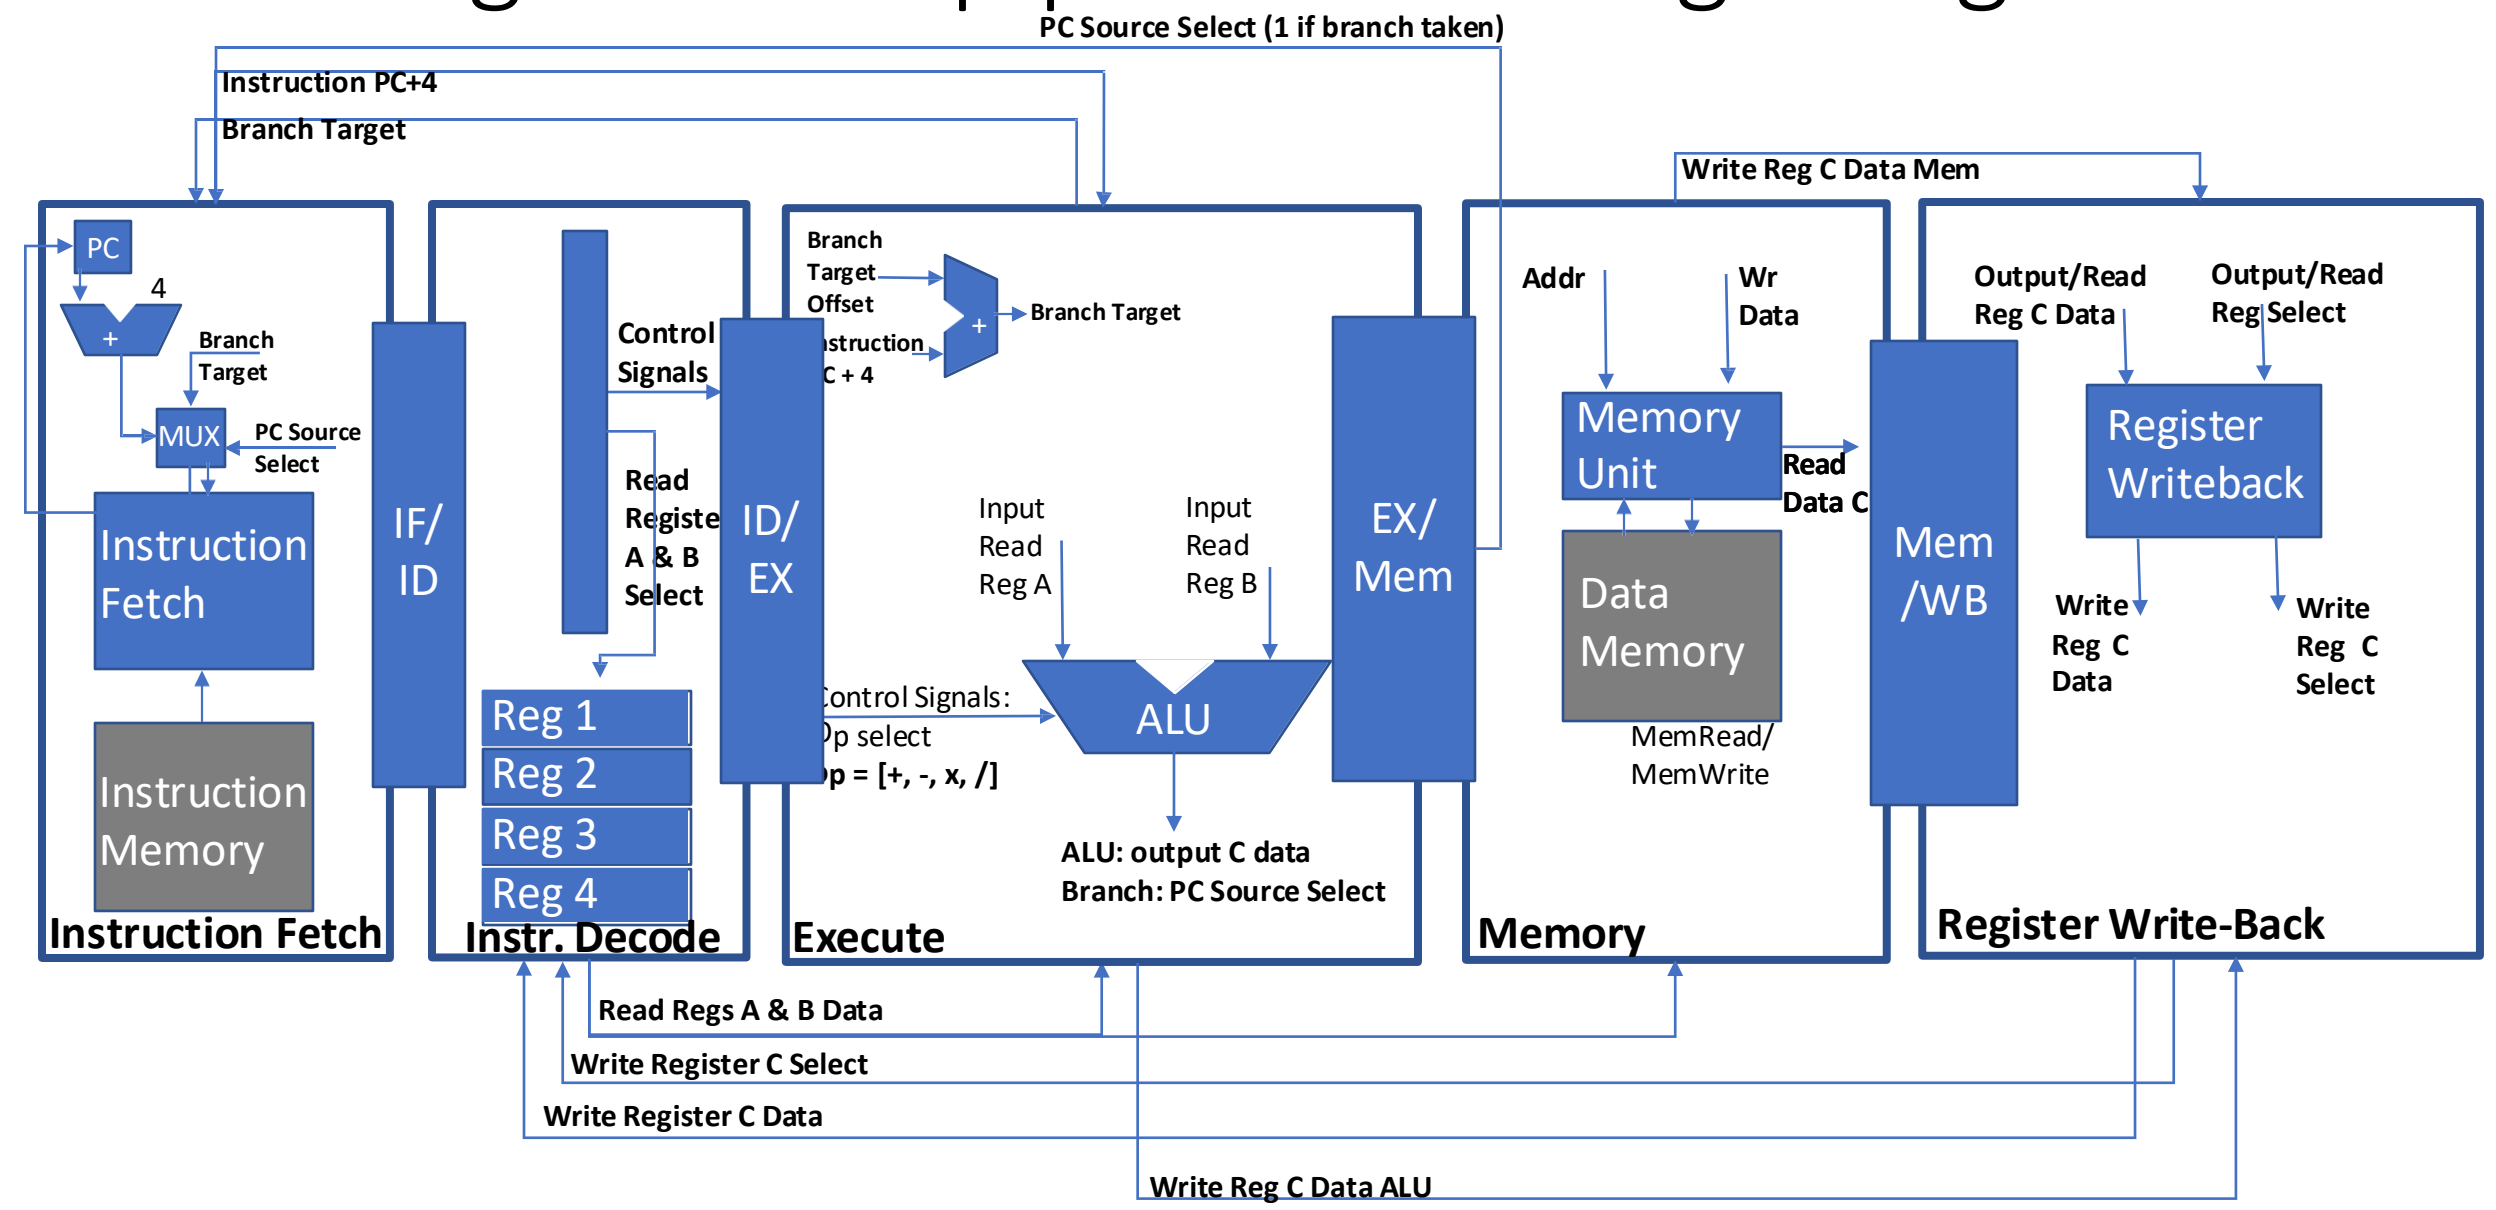 PC Source Select (1 if branch taken)
Instruction PC+4
Branch Target
Write Reg C Data Mem
PC
4
+
Branch
Target
MUX
PC Source
Select
Instruction
Fetch
Instruction
Memory
Instruction Fetch
IF/
ID
Control
Signals
Read
Registe
A & B
Select
Reg 1
Reg 2
Reg 3
Reg 4
Instr. Decode
ID/
EX
Branch
Target
Offset
struction
C + 4
+
Branch Target
Input
Read
Reg A
Input
Read
Reg B
Control Signals:
Op select
Op = [+, -, x, /]
ALU
ALU: output C data
Branch: PC Source Select
Execute
EX/
Mem
Addr
Wr
Data
Memory
Unit
Read
Data C
Data
Memory
MemRead/
MemWrite
Memory
Mem
/WB
Output/Read
Reg C Data
Output/Read
Reg Select
Register
Writeback
Write
Reg C
Data
Write
Reg C
Select
Register Write-Back
Read Regs A & B Data
Write Register C Select
Write Register C Data
Write Reg C Data ALU